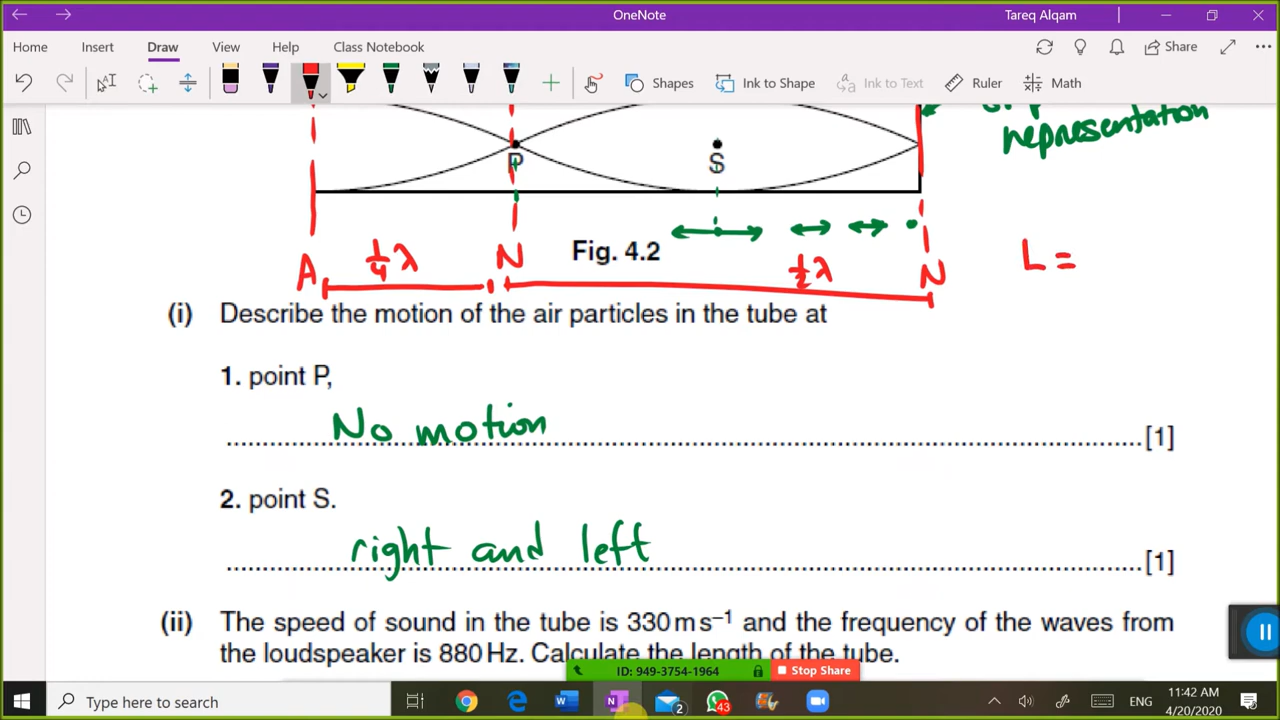 OneNote
Tareq Alqam
Home Insert Draw View Help Class Notebook
Share
Shapes Ink to Shape Ink to Text Ruler Math
representation
P S
A ¼λ N Fig. 4.2 ½λ N L =
(i) Describe the motion of the air particles in the tube at
1. point P,
No motion
[1]
2. point S.
right and left
[1]
(ii) The speed of sound in the tube is 330 m s⁻¹ and the frequency of the waves from
the loudspeaker is 880 Hz. Calculate the length of the tube.
ID: 949-3754-1964 Stop Share
Type here to search
2
43
ENG
11:42 AM
4/20/2020